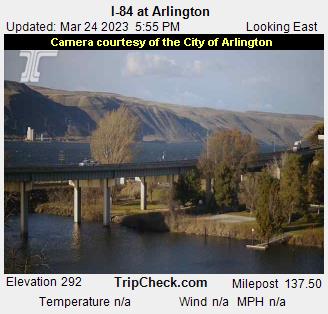 I-84 at Arlington
Updated: Mar 24 2023 5:55 PM Looking East
Camera courtesy of the City of Arlington
Elevation 292 TripCheck.com Milepost 137.50
Temperature n/a Wind n/a MPH n/a